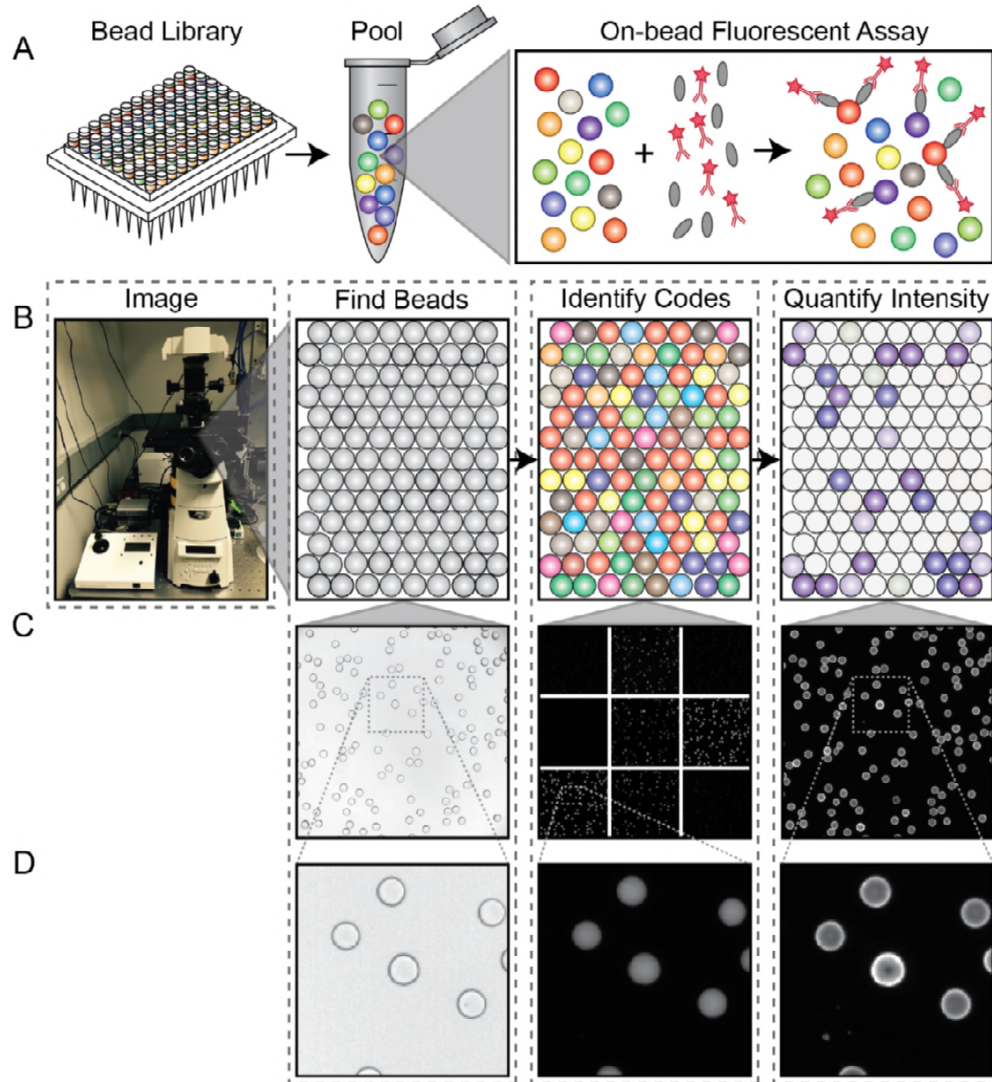 A
Bead Library
Pool
On-bead Fluorescent Assay
B
Image
Find Beads
Identify Codes
Quantify Intensity
C
D